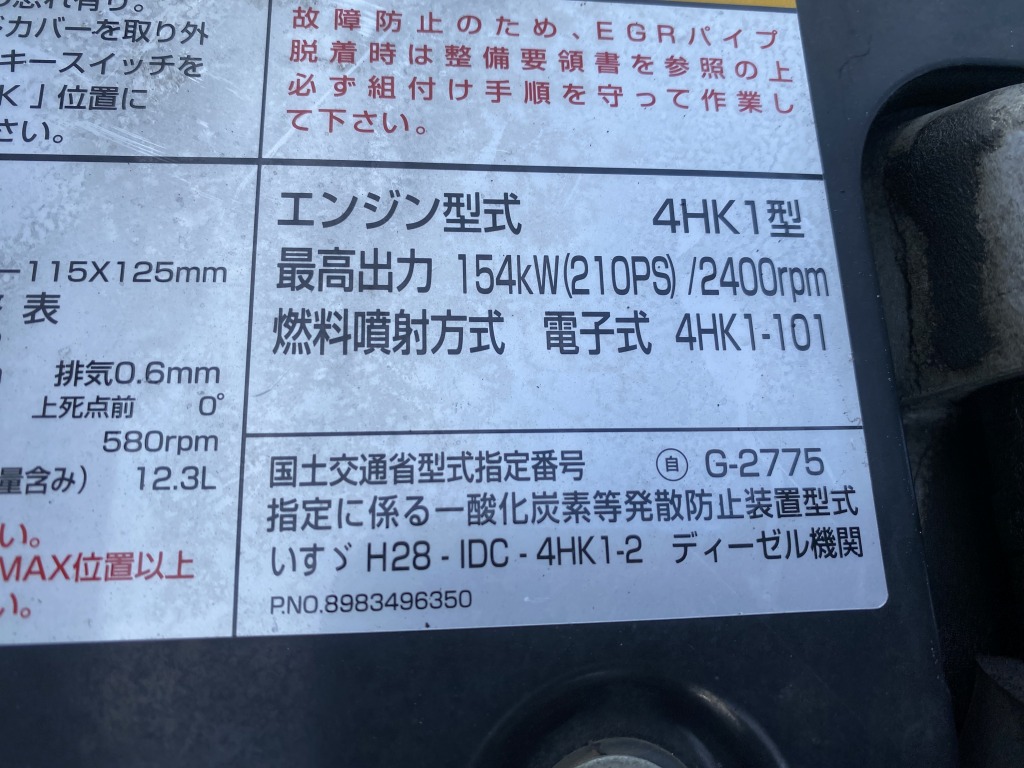 カバーを取り外
キースイッチを
K」位置に
さい。
故障防止のため、EGRパイプ
脱着時は整備要領書を参照の上
必ず組付け手順を守って作業し
て下さい。
115X125mm
表
排気0.6mm
上死点前 0°
580rpm
量含み) 12.3L
い。
MAX位置以上
い。
エンジン型式 4HK1型
最高出力 154kW(210PS)/2400rpm
燃料噴射方式 電子式 4HK1-101
国土交通省型式指定番号 ㉂ G-2775
指定に係る一酸化炭素等発散防止装置型式
いすゞ H28-IDC-4HK1-2 ディーゼル機関
P.NO.8983496350